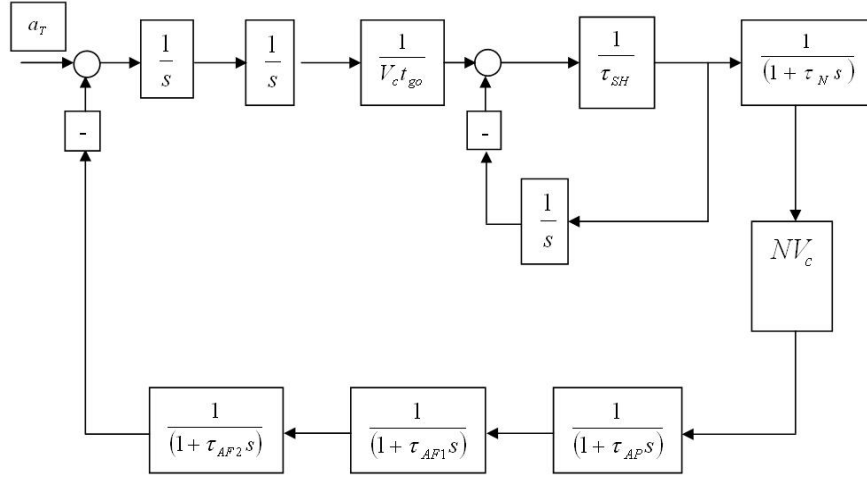 a_T
1/s
1/s
1/(V_c t_go)
1/τ_SH
1/(1 + τ_N s)
-
-
1/s
NV_c
1/(1 + τ_AF2 s)
1/(1 + τ_AF1 s)
1/(1 + τ_AP s)